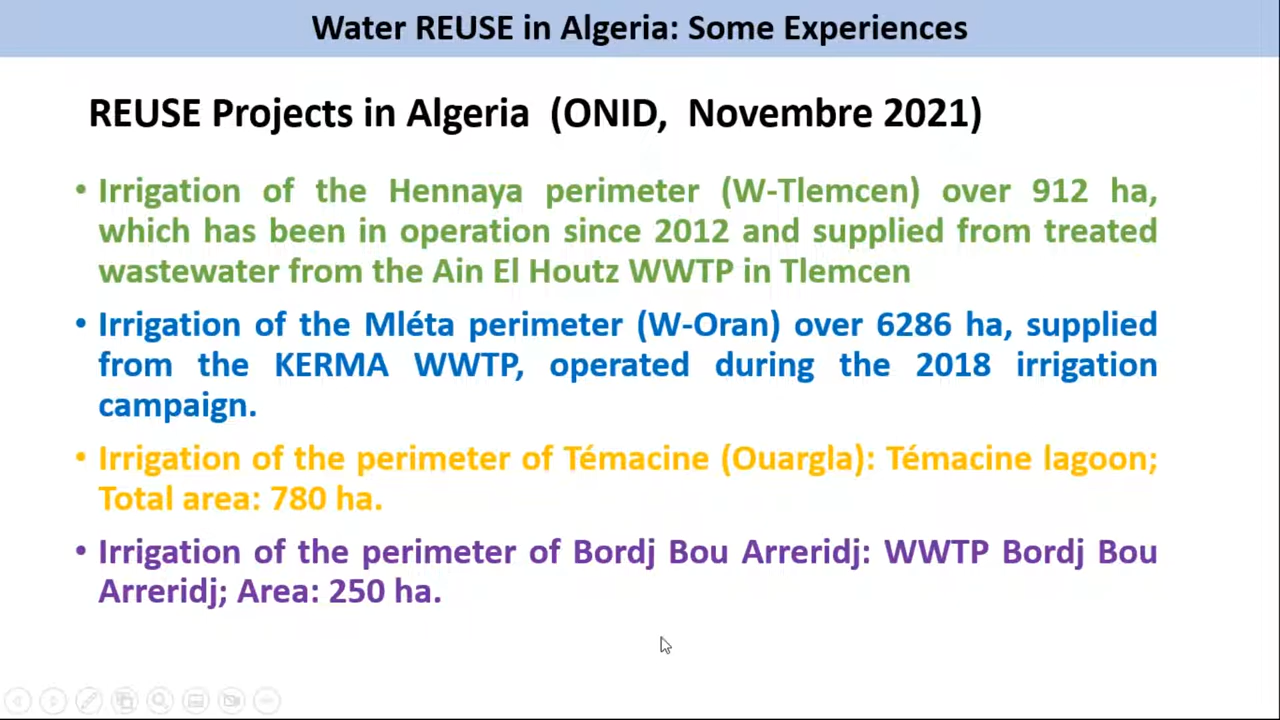 Water REUSE in Algeria: Some Experiences
REUSE Projects in Algeria (ONID, Novembre 2021)
• Irrigation of the Hennaya perimeter (W-Tlemcen) over 912 ha,
which has been in operation since 2012 and supplied from treated
wastewater from the Ain El Houtz WWTP in Tlemcen
• Irrigation of the Mléta perimeter (W-Oran) over 6286 ha, supplied
from the KERMA WWTP, operated during the 2018 irrigation
campaign.
• Irrigation of the perimeter of Témacine (Ouargla): Témacine lagoon;
Total area: 780 ha.
• Irrigation of the perimeter of Bordj Bou Arreridj: WWTP Bordj Bou
Arreridj; Area: 250 ha.